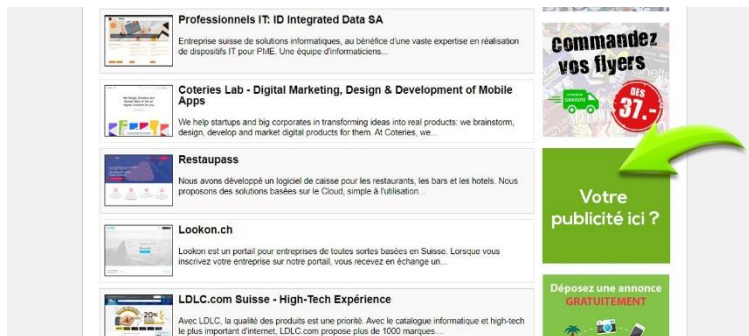 Professionnels IT: ID Integrated Data SA
Entreprise suisse de solutions informatiques, au bénéfice d'une vaste expertise en réalisation
de dispositifs IT pour PME. Une équipe d'informaticiens...
Coteries Lab - Digital Marketing, Design & Development of Mobile
Apps
We help startups and big corporates in transforming ideas into real products: we brainstorm,
design, develop and market digital products for them. At Coteries, we...
Restaupass
Nous avons développé un logiciel de caisse pour les restaurants, les bars et les hotels. Nous
proposons des solutions basées sur le Cloud, simple à l'utilisation...
Lookon.ch
Lookon est un portail pour entreprises de toutes sortes basées en Suisse. Lorsque vous
inscrivez votre entreprise sur notre portail, vous recevez en échange un...
LDLC.com Suisse - High-Tech Expérience
Avec LDLC, la qualité des produits est une priorité. Avec le catalogue informatique et high-tech
le plus important d'internet, LDLC.com propose plus de 1000 marques....
20%
commandez
vos flyers
GRATUITE
DÈS
37.-
Votre
publicité ici ?
Déposez une annonce
GRATUITEMENT